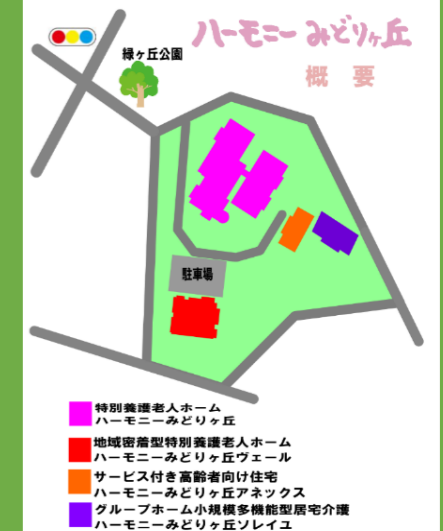 ハーモニーみどりヶ丘
概 要
緑ヶ丘公園
駐車場
特別養護老人ホーム
ハーモニーみどりヶ丘
地域密着型特別養護老人ホーム
ハーモニーみどりヶ丘ヴェール
サービス付き高齢者向け住宅
ハーモニーみどりヶ丘アネックス
グループホーム小規模多機能型居宅介護
ハーモニーみどりヶ丘ソレイユ